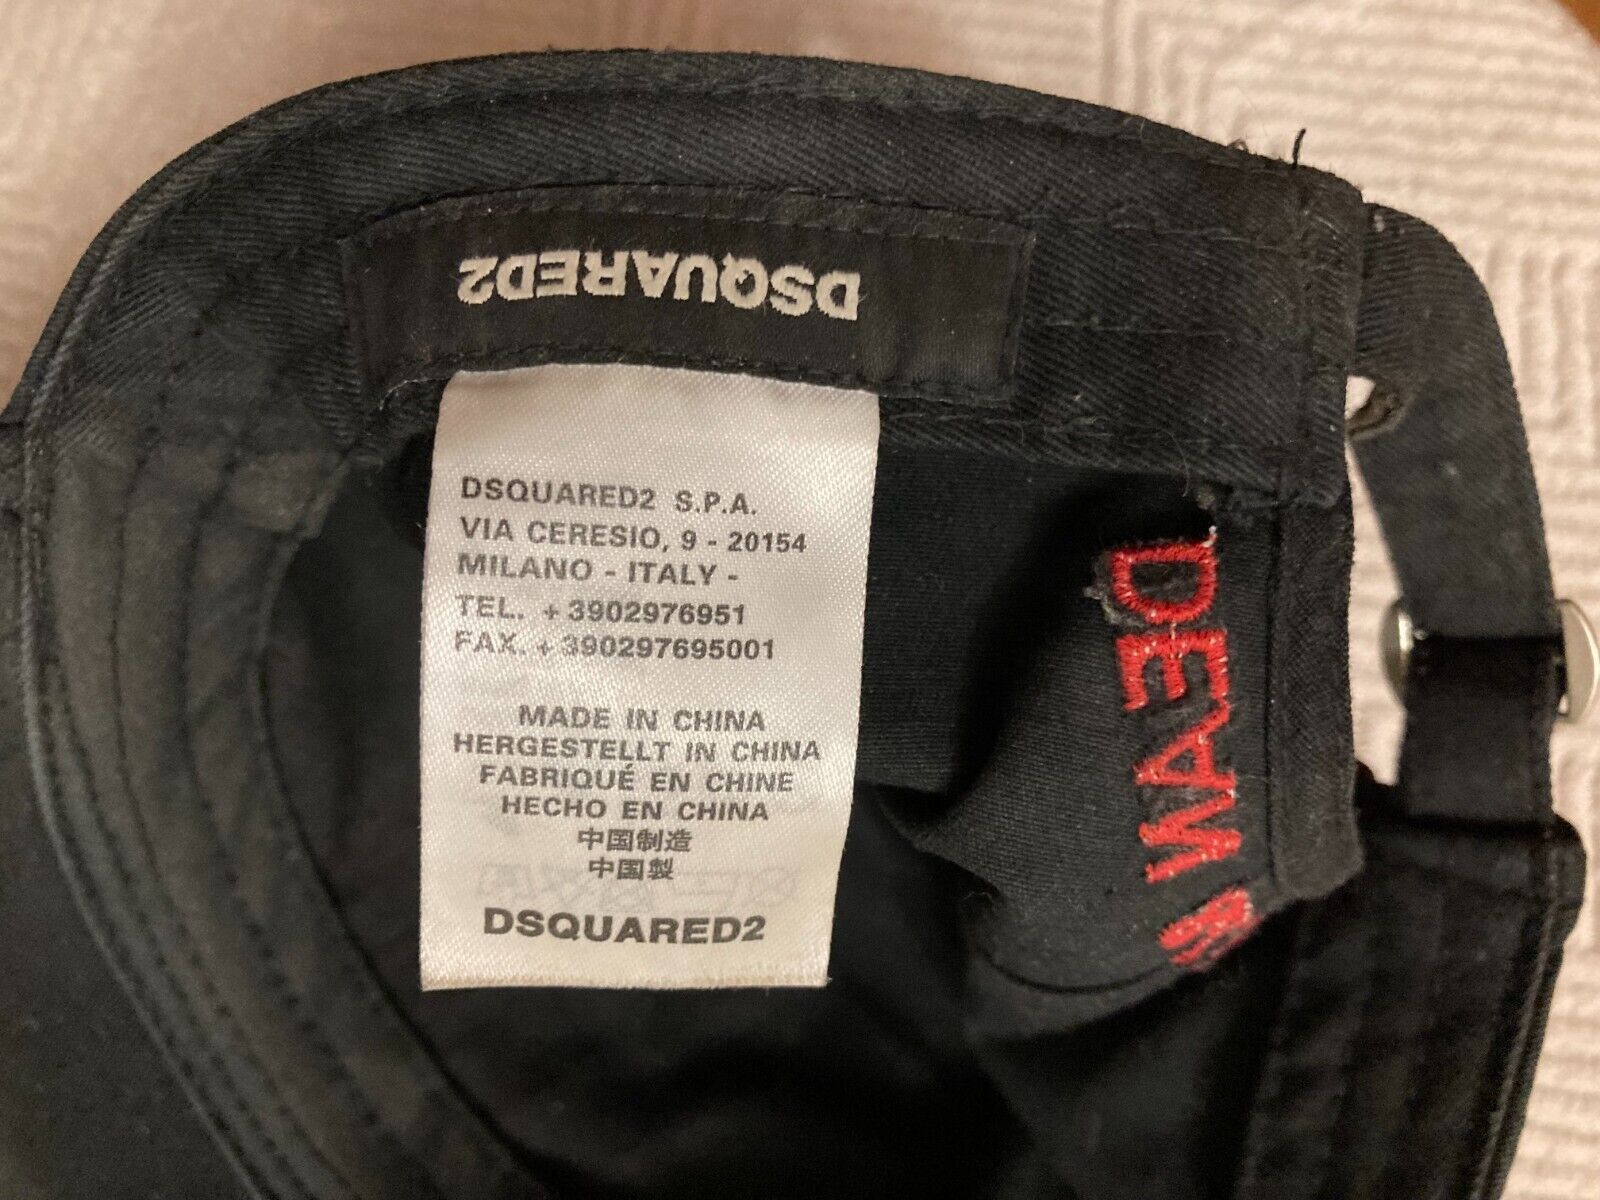 DSQUARED2
DSQUARED2 S.P.A.
VIA CERESIO, 9 - 20154
MILANO - ITALY -
TEL. + 3902976951
FAX. + 390297695001
MADE IN CHINA
HERGESTELLT IN CHINA
FABRIQUÉ EN CHINE
HECHO EN CHINA
中国制造
中国製
DSQUARED2